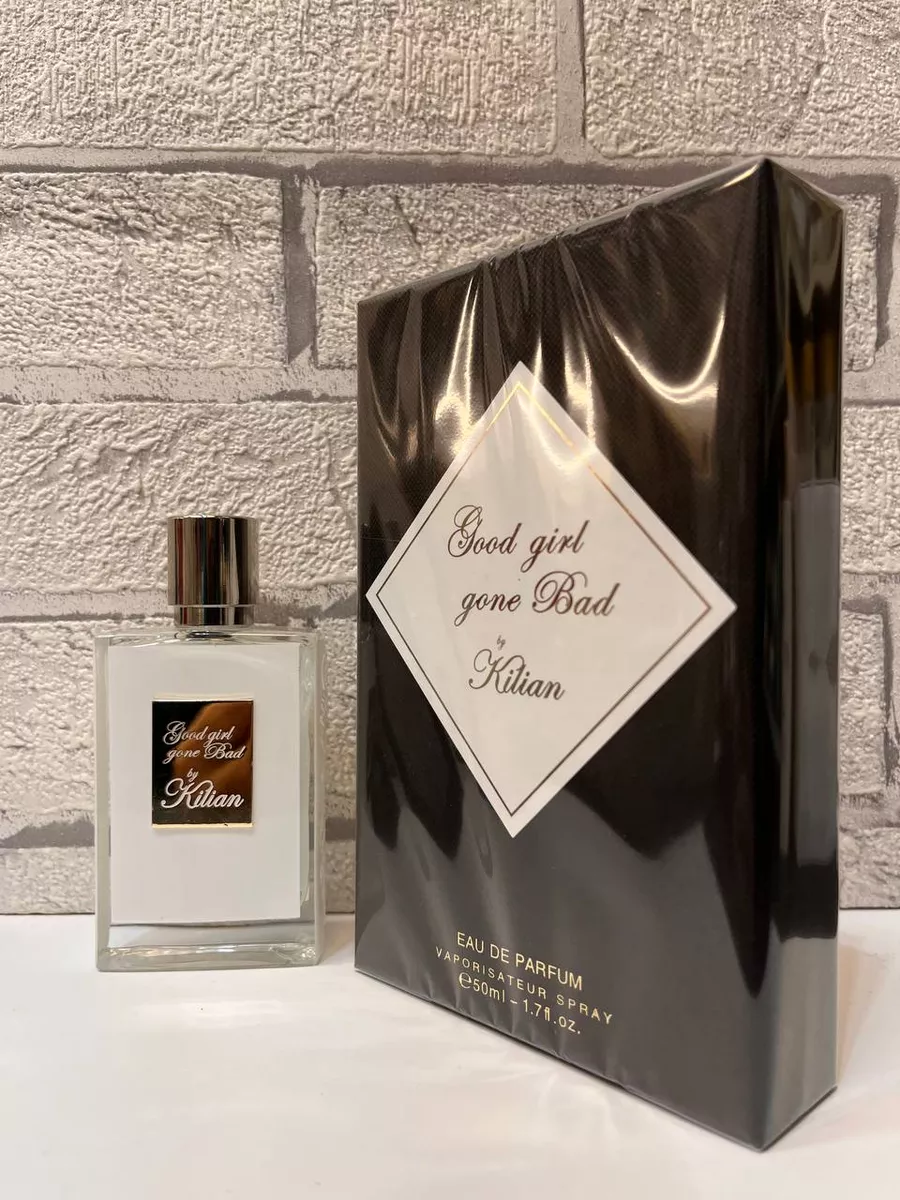 Good girl
gone Bad
by
Kilian
Good girl
gone Bad
by
Kilian
EAU DE PARFUM
VAPORISATEUR SPRAY
℮50ml - 1.7fl.oz.